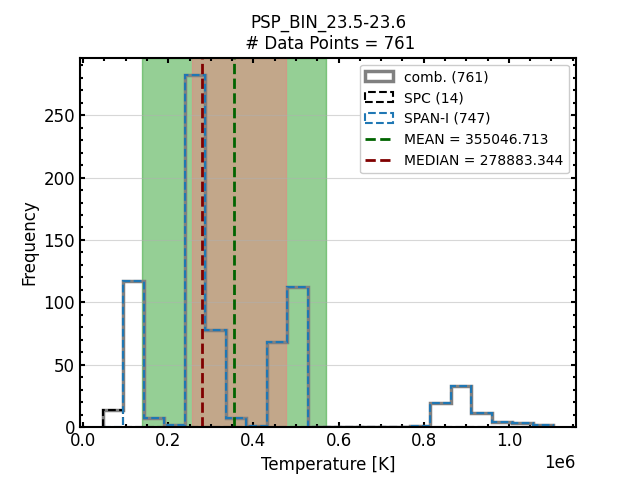 PSP_BIN_23.5-23.6
# Data Points = 761
comb. (761)
SPC (14)
SPAN-I (747)
MEAN = 355046.713
MEDIAN = 278883.344
Frequency
250
200
150
100
50
0
0.0 0.2 0.4 0.6 0.8 1.0
Temperature [K]
1e6